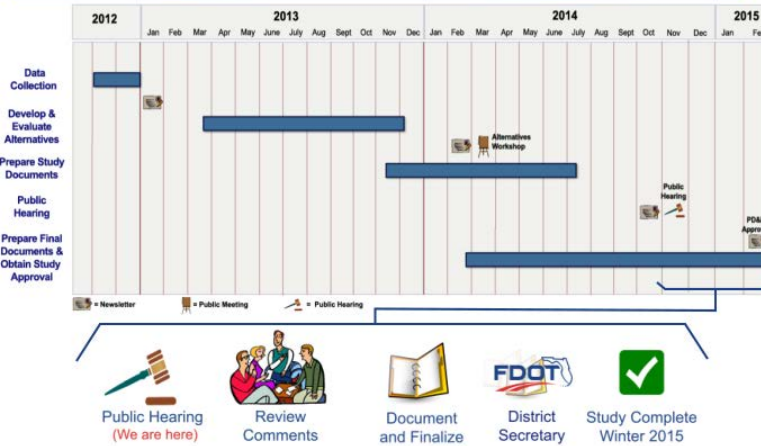 2012
2013
2014
2015
Jan Feb Mar Apr May June July Aug Sept Oct Nov Dec Jan Feb Mar Apr May June July Aug Sept Oct Nov Dec Jan
Data
Collection
Develop &
Evaluate
Alternatives
Alternatives
Workshop
Prepare Study
Documents
Public
Hearing
Public
Hearing
Prepare Final
Documents &
Obtain Study
Approval
= Newsletter
= Public Meeting
= Public Hearing
FDOT
Public Hearing
(We are here)
Review
Comments
Document
and Finalize
District
Secretary
Study Complete
Winter 2015